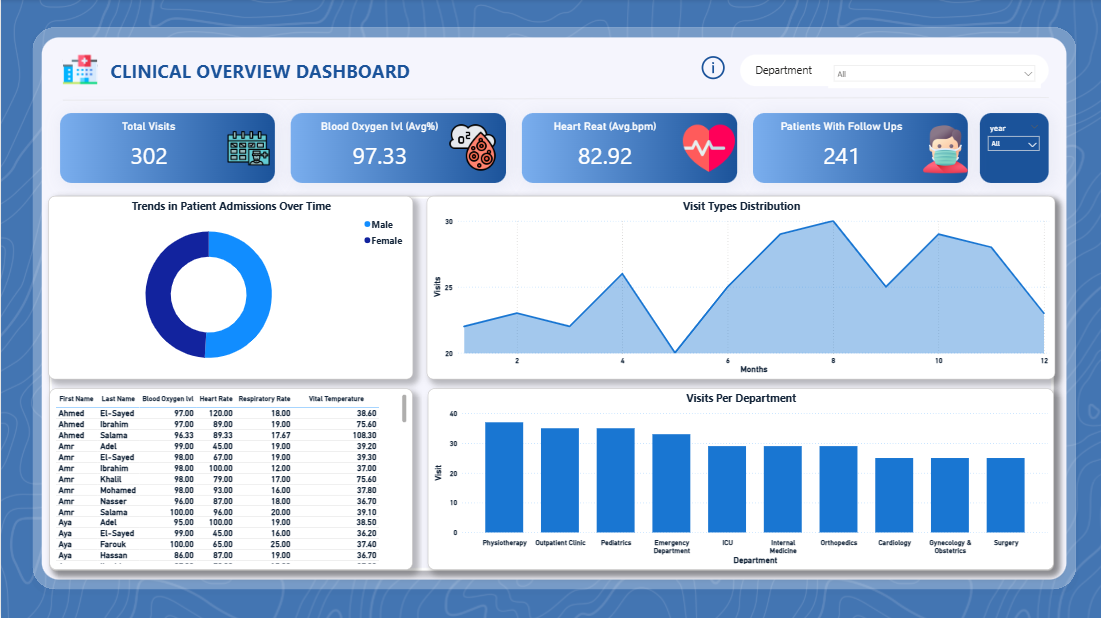 CLINICAL OVERVIEW DASHBOARD
i
Department
All
Total Visits
302
Blood Oxygen lvl (Avg%)
97.33
O2
Heart Reat (Avg.bpm)
82.92
Patients With Follow Ups
241
year
All
Trends in Patient Admissions Over Time
Male
Female
Visit Types Distribution
30
25
20
Visits
2 4 6 8 10 12
Months
First Name Last Name Blood Oxygen lvl Heart Rate Respiratory Rate Vital Temperature
Ahmed El-Sayed 97.00 120.00 18.00 38.60
Ahmed Ibrahim 97.00 89.00 19.00 75.60
Ahmed Salama 96.33 89.33 17.67 108.30
Amr Adel 99.00 45.00 19.00 39.20
Amr El-Sayed 98.00 67.00 19.00 39.30
Amr Ibrahim 98.00 100.00 12.00 37.00
Amr Khalil 98.00 79.00 17.00 75.60
Amr Mohamed 98.00 93.00 16.00 37.80
Amr Nasser 96.00 87.00 18.00 36.70
Amr Salama 100.00 96.00 20.00 39.10
Aya Adel 95.00 100.00 19.00 38.50
Aya El-Sayed 99.00 45.00 16.00 36.20
Aya Farouk 100.00 65.00 25.00 37.40
Aya Hassan 86.00 87.00 19.00 36.70
Visits Per Department
40
30
20
10
0
Visit
Physiotherapy Outpatient Clinic Pediatrics Emergency Department ICU Internal Medicine Orthopedics Cardiology Gynecology & Obstetrics Surgery
Department